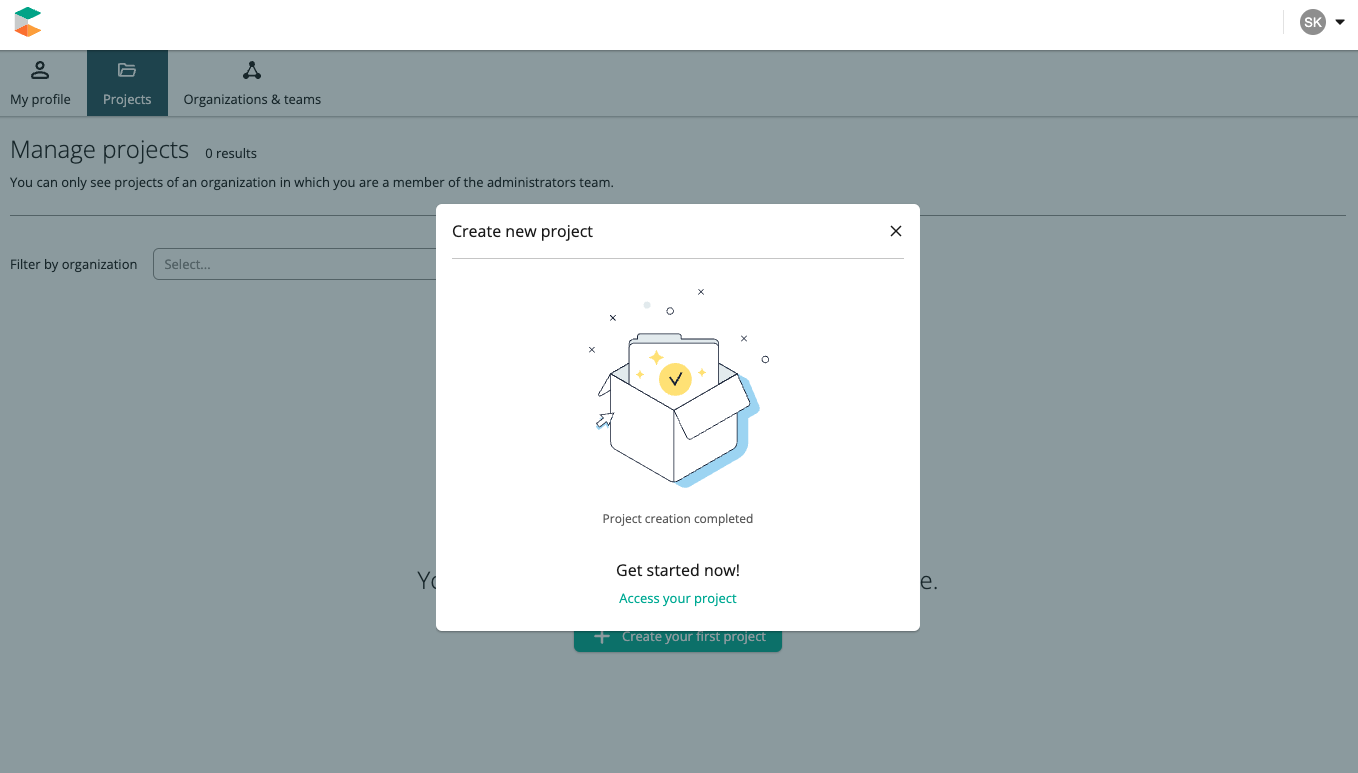 SK
My profile
Projects
Organizations & teams
Manage projects 0 results
You can only see projects of an organization in which you are a member of the administrators team.
Create new project
Filter by organization Select...
Project creation completed
Get started now!
Access your project
Create your first project